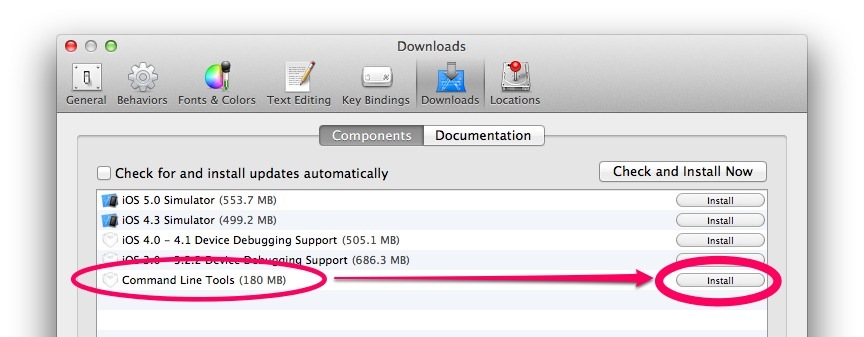 Downloads
General Behaviors Fonts & Colors Text Editing Key Bindings Downloads Locations
Components Documentation
Check for and install updates automatically Check and Install Now
iOS 5.0 Simulator (553.7 MB) Install
iOS 4.3 Simulator (499.2 MB) Install
iOS 4.0 – 4.1 Device Debugging Support (505.1 MB) Install
iOS 3.0 – 3.2.2 Device Debugging Support (686.3 MB)
Command Line Tools (180 MB) Install